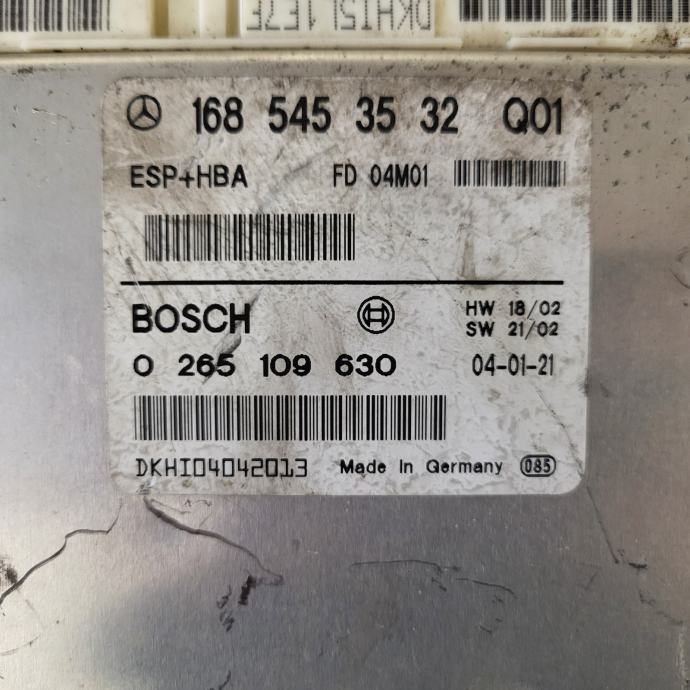 DKHI5L1E7F
168 545 35 32 Q01
ESP+HBA FD 04M01
BOSCH HW 18/02
SW 21/02
0 265 109 630 04-01-21
DKHI04042013 Made In Germany 085